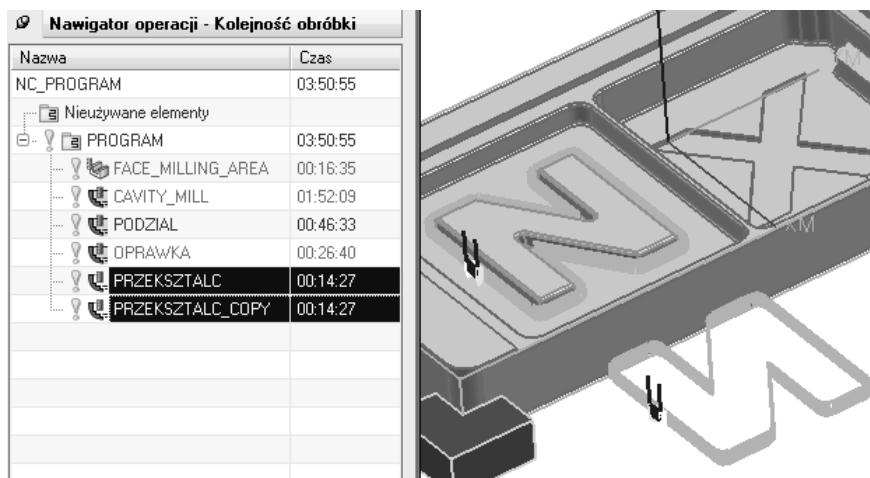 Nawigator operacji - Kolejność obróbki
Nazwa Czas
NC_PROGRAM 03:50:55
Nieużywane elementy
PROGRAM 03:50:55
FACE_MILLING_AREA 00:16:35
CAVITY_MILL 01:52:09
PODZIAL 00:46:33
OPRAWKA 00:26:40
PRZEKSZTALC 00:14:27
PRZEKSZTALC_COPY 00:14:27
XM
XM